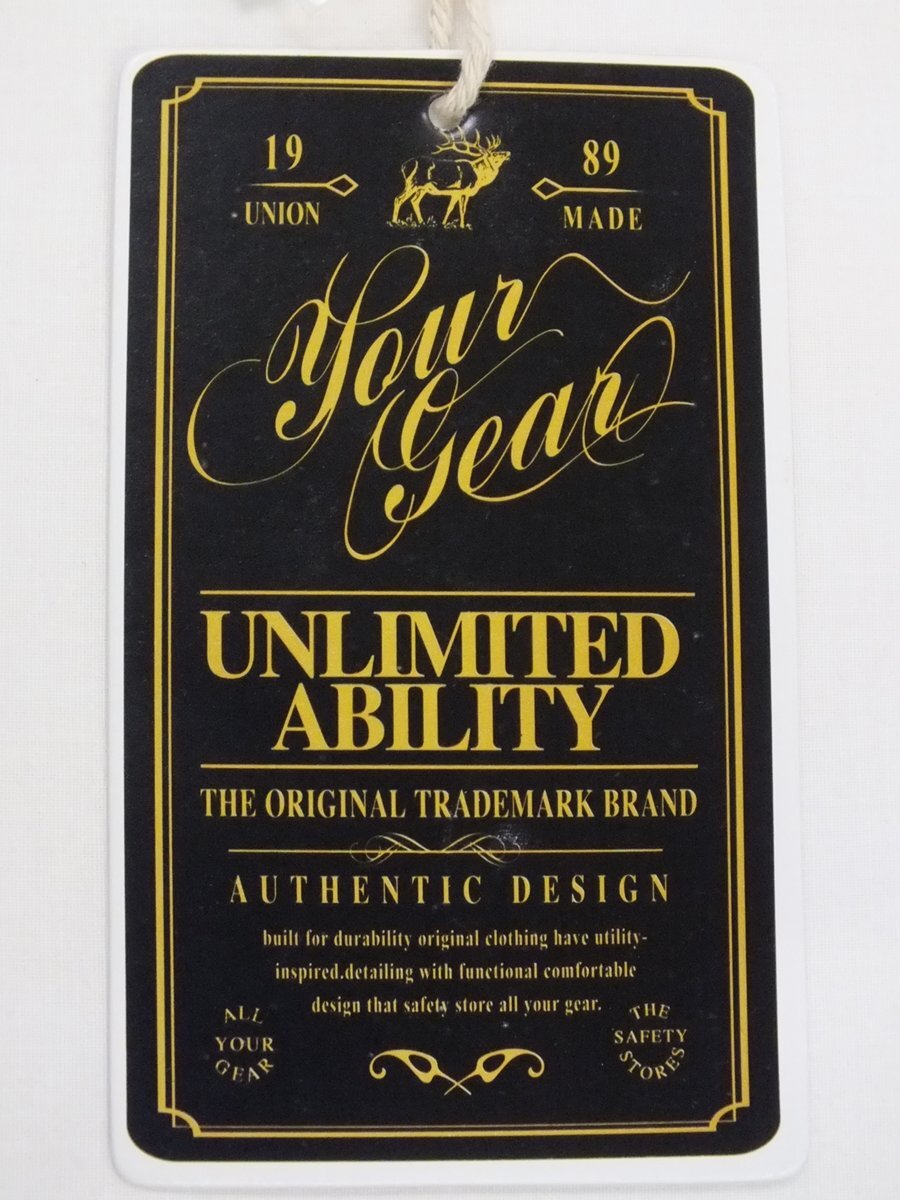 19 89
UNION MADE
Your
Gear
UNLIMITED
ABILITY
THE ORIGINAL TRADEMARK BRAND
AUTHENTIC DESIGN
built for durability original clothing have utility-
inspired.detailing with functional comfortable
design that safety store all your gear.
ALL
YOUR
GEAR
THE
SAFETY
STORES